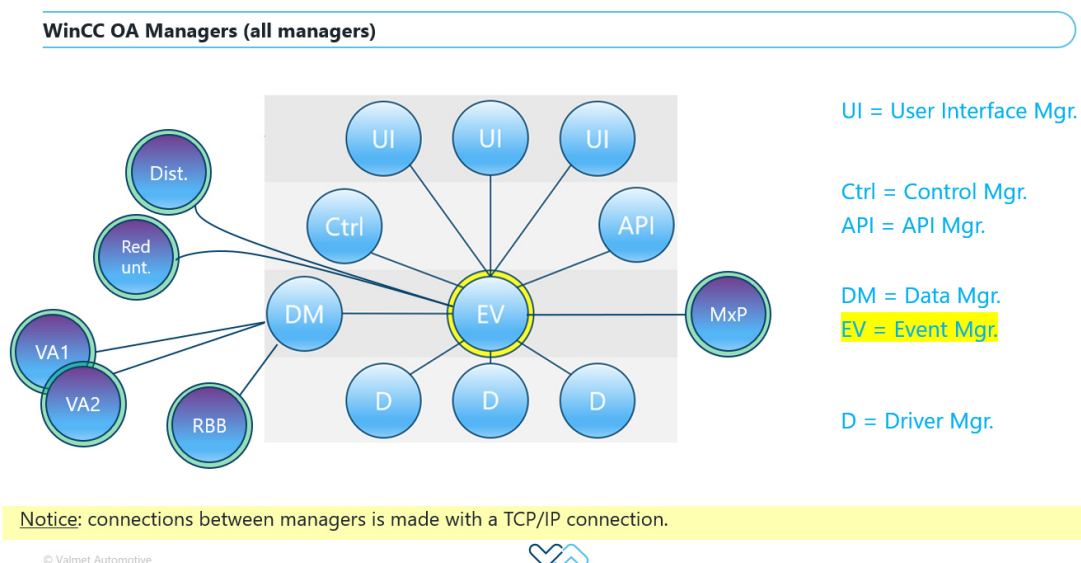 WinCC OA Managers (all managers)
UI
UI
UI
UI = User Interface Mgr.
Dist.
Ctrl
API
Ctrl = Control Mgr.
API = API Mgr.
Red
unt.
DM
EV
MxP
DM = Data Mgr.
EV = Event Mgr.
VA1
VA2
RBB
D
D
D
D = Driver Mgr.
Notice: connections between managers is made with a TCP/IP connection.
© Valmet Automotive